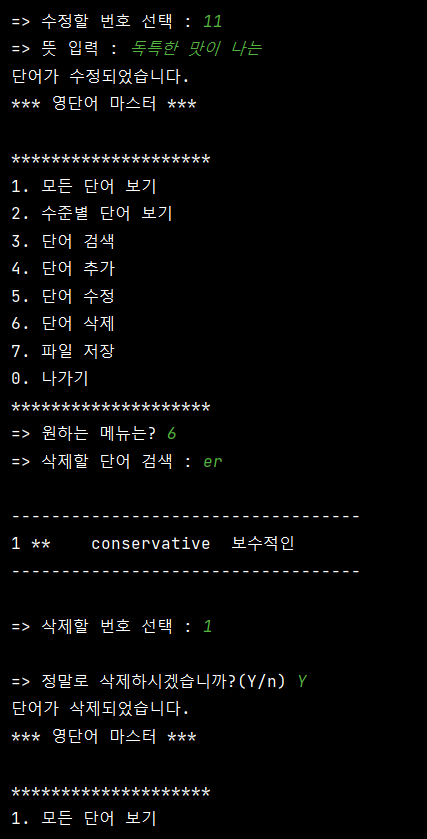 => 수정할 번호 선택 : 11
=> 뜻 입력 : 독특한 맛이 나는
단어가 수정되었습니다.
*** 영단어 마스터 ***
********************
1. 모든 단어 보기
2. 수준별 단어 보기
3. 단어 검색
4. 단어 추가
5. 단어 수정
6. 단어 삭제
7. 파일 저장
0. 나가기
********************
=> 원하는 메뉴는? 6
=> 삭제할 단어 검색 : er
-----------------------------------
1 **    conservative  보수적인
-----------------------------------
=> 삭제할 번호 선택 : 1
=> 정말로 삭제하시겠습니까?(Y/n) Y
단어가 삭제되었습니다.
*** 영단어 마스터 ***
********************
1. 모든 단어 보기